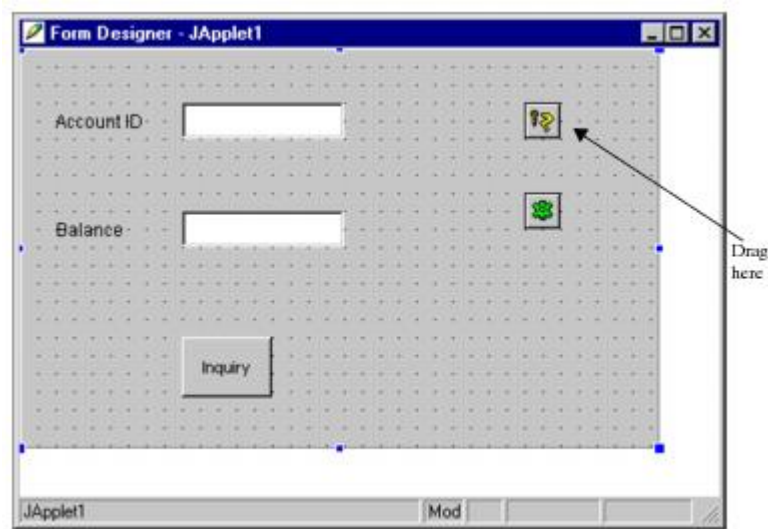 Form Designer - JApplet1
Account ID
Balance
Drag
here
Inquiry
JApplet1
Mod